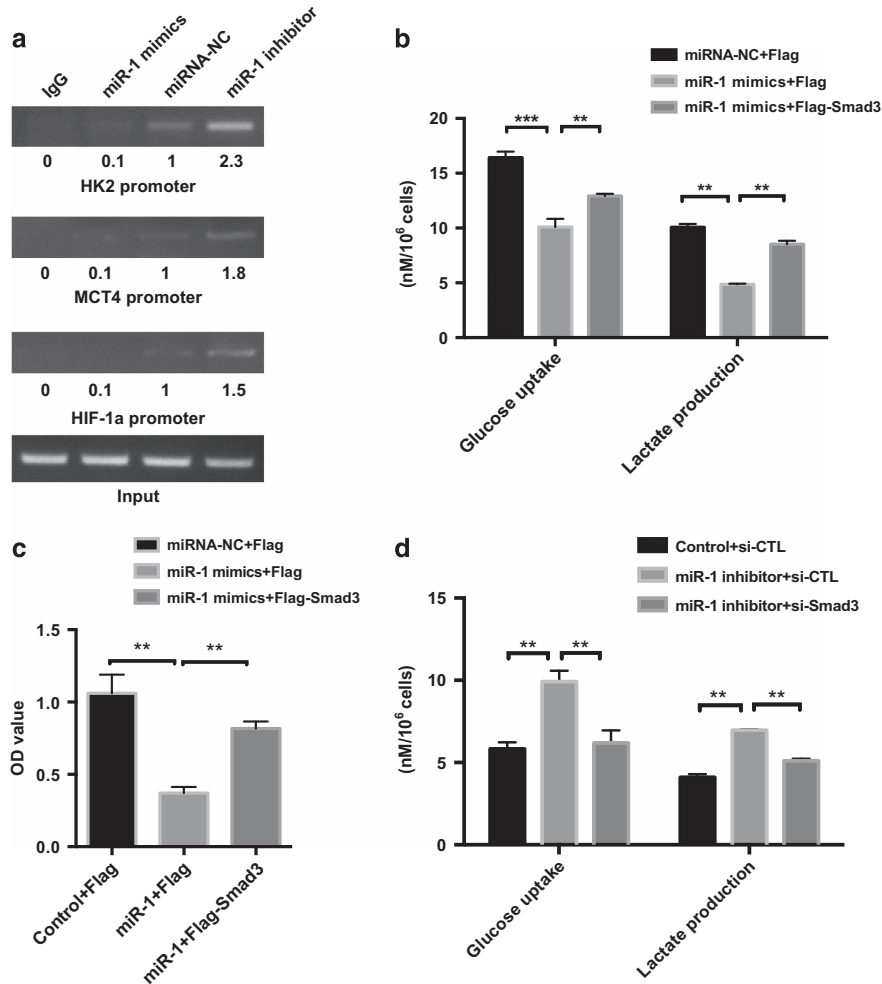 a
IgG
miR-1 mimics
miRNA-NC
miR-1 inhibitor
0 0.1 1 2.3
HK2 promoter
0 0.1 1 1.8
MCT4 promoter
0 0.1 1 1.5
HIF-1a promoter
Input
b
miRNA-NC+Flag
miR-1 mimics+Flag
miR-1 mimics+Flag-Smad3
(nM/10⁶ cells)
20
15
10
5
0
*** **
** **
Glucose uptake
Lactate production
c
miRNA-NC+Flag
miR-1 mimics+Flag
miR-1 mimics+Flag-Smad3
OD value
1.5
1.0
0.5
0.0
** **
Control+Flag
miR-1+Flag
miR-1+Flag-Smad3
d
Control+si-CTL
miR-1 inhibitor+si-CTL
miR-1 inhibitor+si-Smad3
(nM/10⁶ cells)
15
10
5
0
** **
** **
Glucose uptake
Lactate production